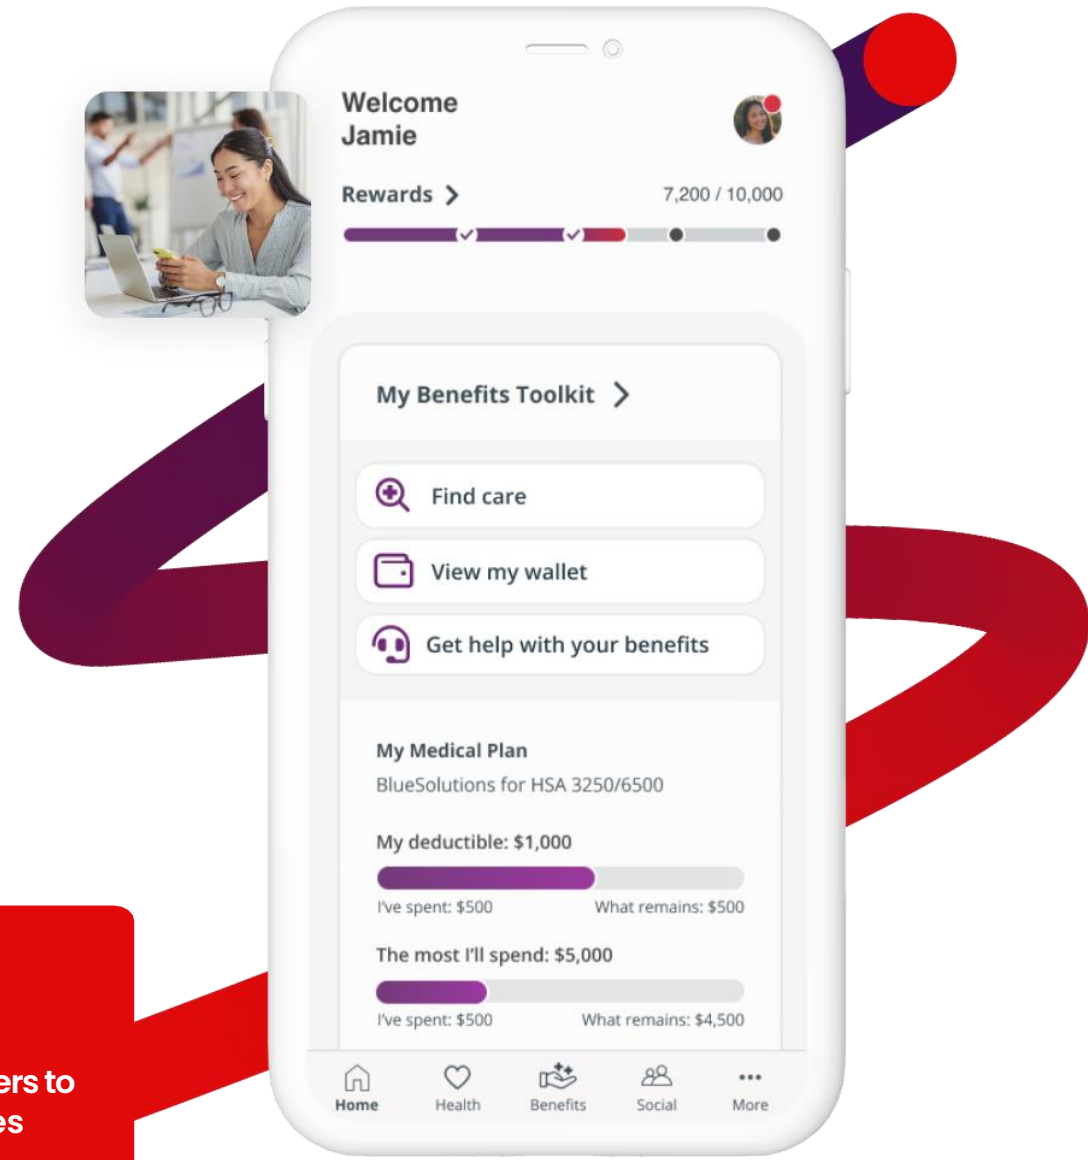 Welcome
Jamie
Rewards
7,200 / 10,000
My Benefits Toolkit
Find care
View my wallet
Get help with your benefits
My Medical Plan
BlueSolutions for HSA 3250/6500
My deductible: $1,000
I've spent: $500 What remains: $500
The most I'll spend: $5,000
I've spent: $500 What remains: $4,500
Home Health Benefits Social More
ers to
es